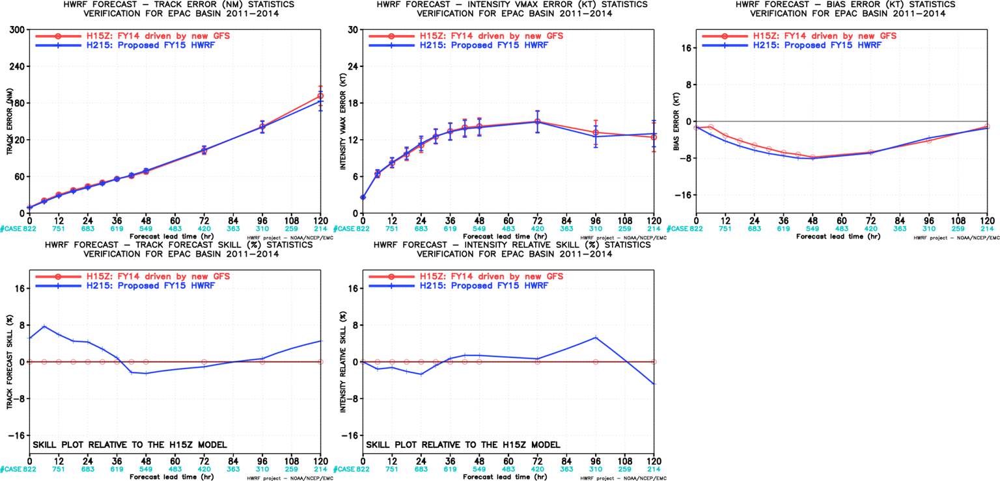 HWRF FORECAST – TRACK ERROR (NM) STATISTICS
VERIFICATION FOR EPAC BASIN 2011–2014
H15Z: FY14 driven by new GFS
H215: Proposed FY15 HWRF
TRACK ERROR (NM)
300
240
180
120
60
0
0 12 24 36 48 60 72 84 96 108 120
#CASE 822 751 683 619 549 483 420 363 310 259 214
Forecast lead time (hr)
HWRF project – NOAA/NCEP/EMC
HWRF FORECAST – INTENSITY VMAX ERROR (KT) STATISTICS
VERIFICATION FOR EPAC BASIN 2011–2014
H15Z: FY14 driven by new GFS
H215: Proposed FY15 HWRF
INTENSITY VMAX ERROR (KT)
30
24
18
12
6
0
0 12 24 36 48 60 72 84 96 108 120
#CASE 822 751 683 619 549 483 420 363 310 259 214
Forecast lead time (hr)
HWRF project – NOAA/NCEP/EMC
HWRF FORECAST – BIAS ERROR (KT) STATISTICS
VERIFICATION FOR EPAC BASIN 2011–2014
H15Z: FY14 driven by new GFS
H215: Proposed FY15 HWRF
BIAS ERROR (KT)
16
8
0
–8
–16
0 12 24 36 48 60 72 84 96 108 120
#CASE 822 751 683 619 549 483 420 363 310 259 214
Forecast lead time (hr)
HWRF project – NOAA/NCEP/EMC
HWRF FORECAST – TRACK FORECAST SKILL (%) STATISTICS
VERIFICATION FOR EPAC BASIN 2011–2014
H15Z: FY14 driven by new GFS
H215: Proposed FY15 HWRF
TRACK FORECAST SKILL (%)
16
8
0
–8
–16
SKILL PLOT RELATIVE TO THE H15Z MODEL
0 12 24 36 48 60 72 84 96 108 120
#CASE 822 751 683 619 549 483 420 363 310 259 214
Forecast lead time (hr)
HWRF project – NOAA/NCEP/EMC
HWRF FORECAST – INTENSITY RELATIVE SKILL (%) STATISTICS
VERIFICATION FOR EPAC BASIN 2011–2014
H15Z: FY14 driven by new GFS
H215: Proposed FY15 HWRF
INTENSITY RELATIVE SKILL (%)
16
8
0
–8
–16
SKILL PLOT RELATIVE TO THE H15Z MODEL
0 12 24 36 48 60 72 84 96 108 120
#CASE 822 751 683 619 549 483 420 363 310 259 214
Forecast lead time (hr)
HWRF project – NOAA/NCEP/EMC